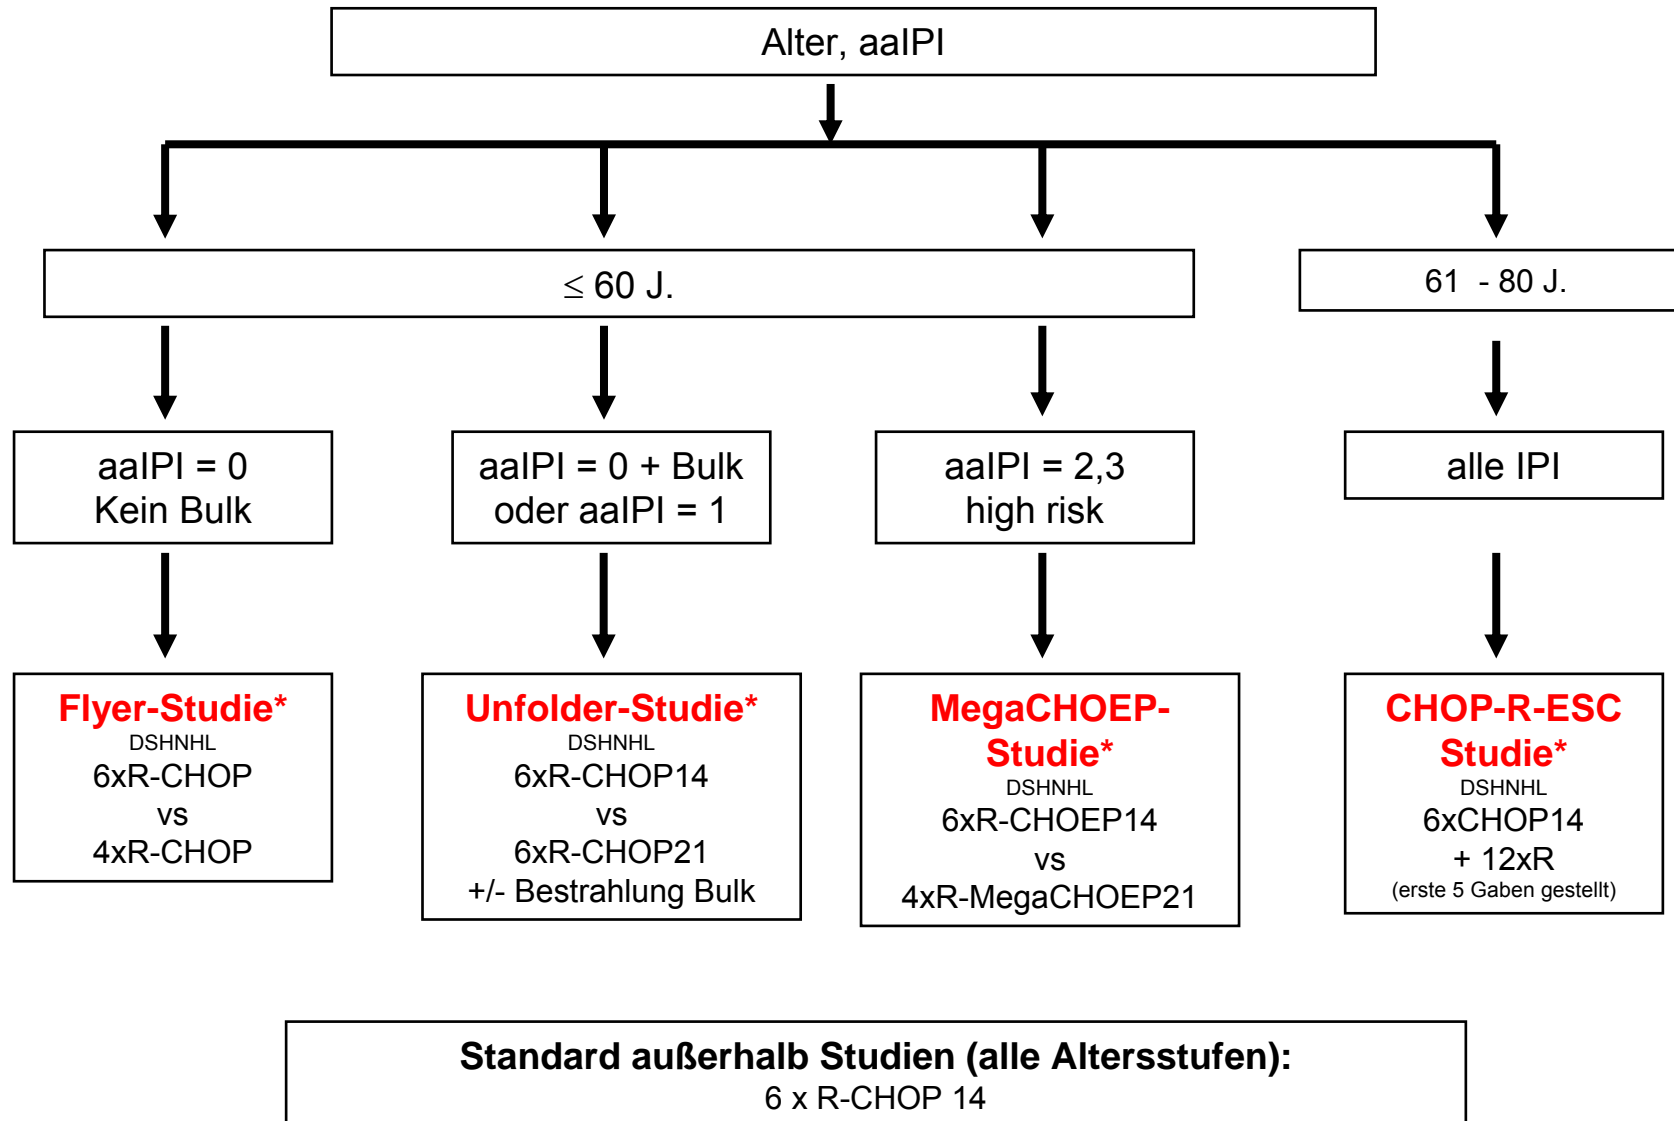 Alter, aaIPI
≤ 60 J.
61 - 80 J.
aaIPI = 0
Kein Bulk
aaIPI = 0 + Bulk
oder aaIPI = 1
aaIPI = 2,3
high risk
alle IPI
Flyer-Studie*
DSHNHL
6xR-CHOP
vs
4xR-CHOP
Unfolder-Studie*
DSHNHL
6xR-CHOP14
vs
6xR-CHOP21
+/- Bestrahlung Bulk
MegaCHOEP-
Studie*
DSHNHL
6xR-CHOEP14
vs
4xR-MegaCHOEP21
CHOP-R-ESC
Studie*
DSHNHL
6xCHOP14
+ 12xR
(erste 5 Gaben gestellt)
Standard außerhalb Studien (alle Altersstufen):
6 x R-CHOP 14